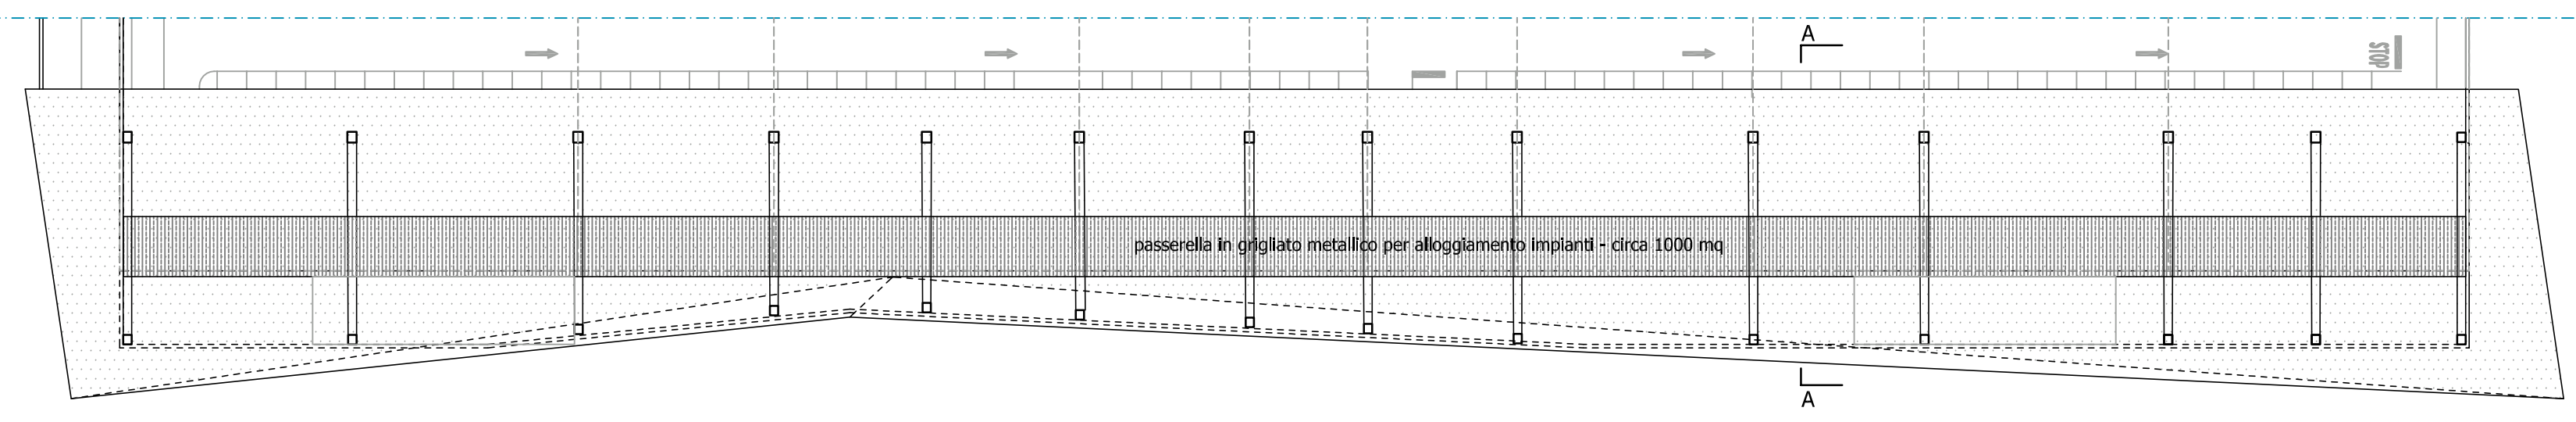 A
STOP
passerella in grigliato metallico per alloggiamento impianti - circa 1000 mq
A